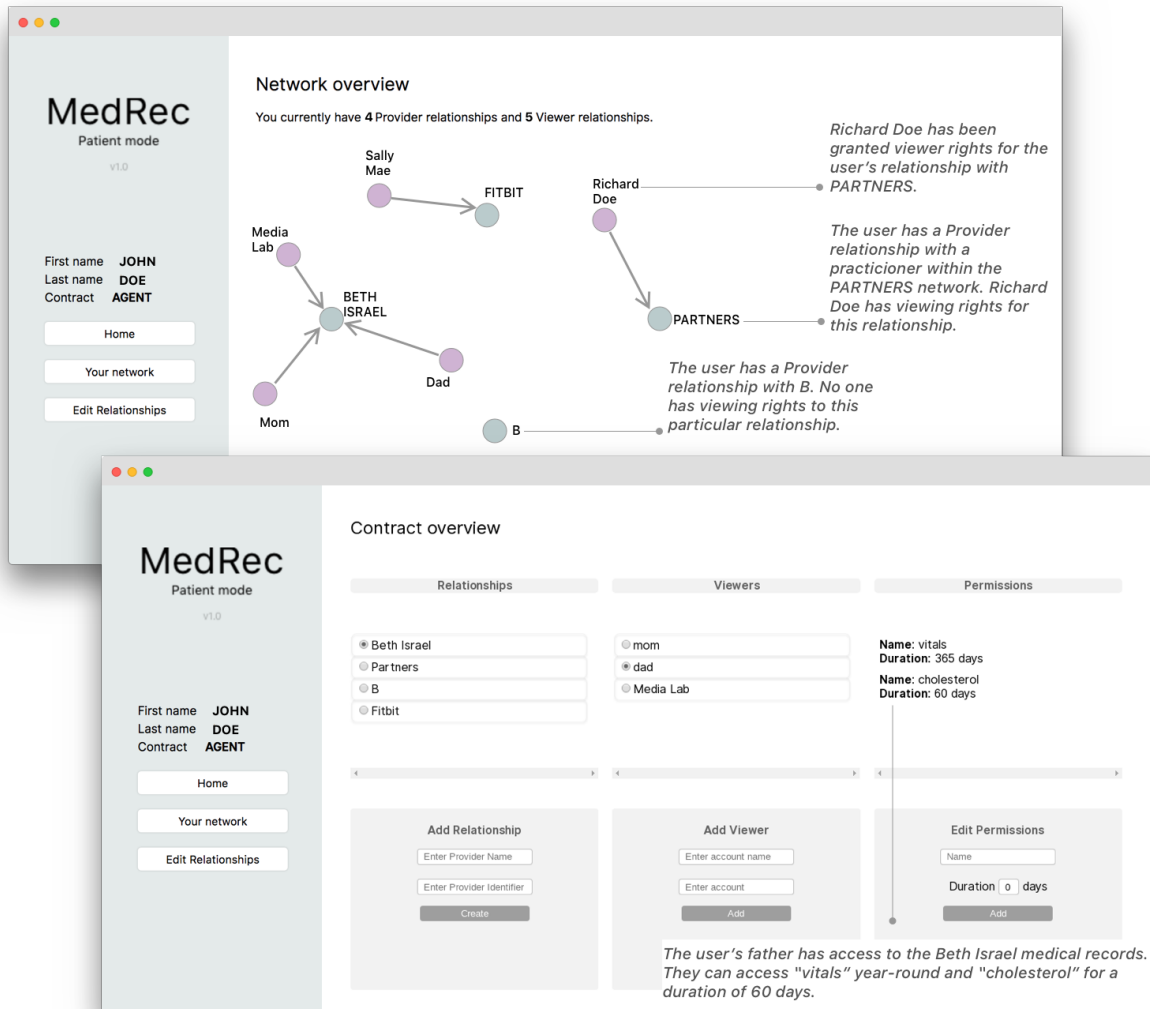 MedRec
Patient mode
v1.0
First name JOHN
Last name DOE
Contract AGENT
Home
Your network
Edit Relationships
Network overview
You currently have 4 Provider relationships and 5 Viewer relationships.
Sally
Mae
FITBIT
Richard
Doe
Media
Lab
BETH
ISRAEL
PARTNERS
Dad
Mom
B
Richard Doe has been
granted viewer rights for the
user's relationship with
PARTNERS.
The user has a Provider
relationship with a
practicioner within the
PARTNERS network. Richard
Doe has viewing rights for
this relationship.
The user has a Provider
relationship with B. No one
has viewing rights to this
particular relationship.
MedRec
Patient mode
v1.0
First name JOHN
Last name DOE
Contract AGENT
Home
Your network
Edit Relationships
Contract overview
Relationships
Beth Israel
Partners
B
Fitbit
Viewers
mom
dad
Media Lab
Permissions
Name: vitals
Duration: 365 days
Name: cholesterol
Duration: 60 days
Add Relationship
Enter Provider Name
Enter Provider Identifier
Create
Add Viewer
Enter account name
Enter account
Add
Edit Permissions
Name
Duration 0 days
Add
The user's father has access to the Beth Israel medical records.
They can access "vitals" year-round and "cholesterol" for a
duration of 60 days.